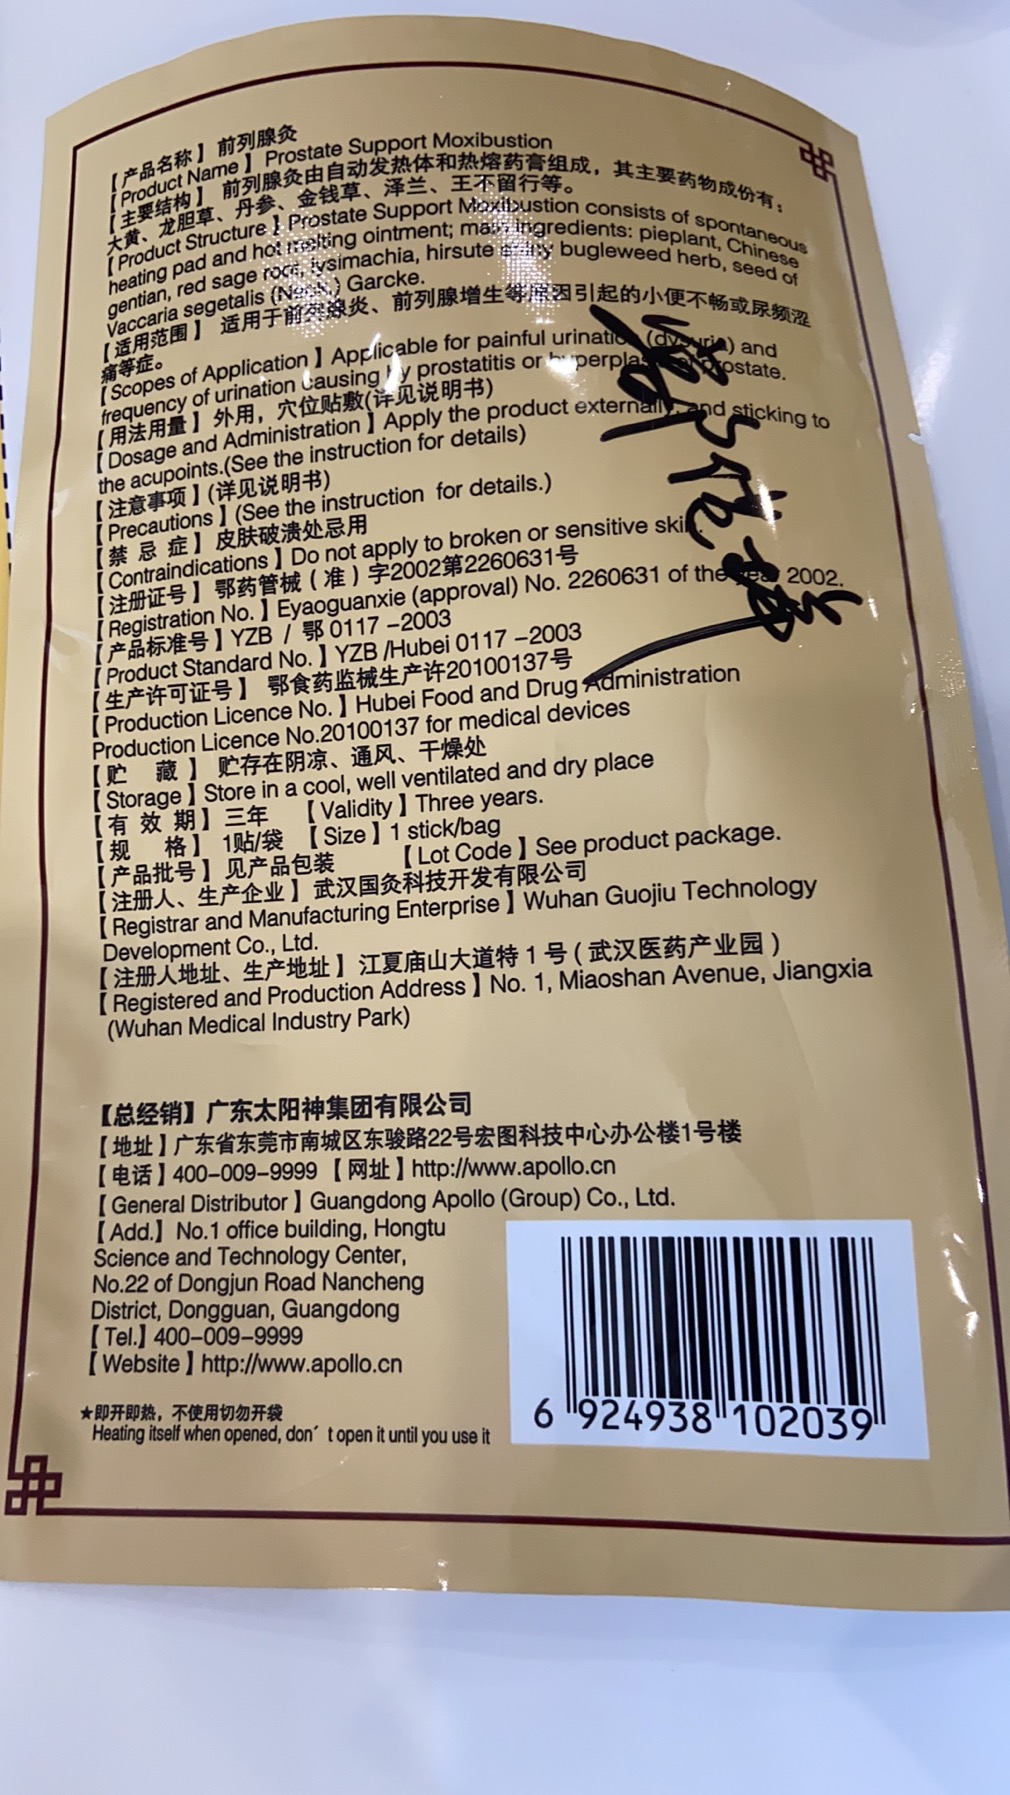 【产品名称】前列腺灸
【Product Name】Prostate Support Moxibustion
【主要结构】前列腺灸由自动发热体和热熔药膏组成，其主要药物成份有：
大黄、龙胆草、丹参、金钱草、泽兰、王不留行等。
【Product Structure】Prostate Support Moxibustion consists of spontaneous
heating pad and hot melting ointment; main ingredients: pieplant, Chinese
gentian, red sage root, lysimachia, hirsute shiny bugleweed herb, seed of
Vaccaria segetalis (Neck.) Garcke.
【适用范围】适用于前列腺炎、前列腺增生等原因引起的小便不畅或尿频涩
痛等症。
【Scopes of Application】Applicable for painful urination (dysuria) and
frequency of urination causing by prostatitis or hyperplasia prostate.
【用法用量】外用，穴位贴敷(详见说明书)
【Dosage and Administration】Apply the product externally, and sticking to
the acupoints.(See the instruction for details)
【注意事项】(详见说明书)
【Precautions】(See the instruction for details.)
【禁 忌 症】皮肤破溃处忌用
【Contraindications】Do not apply to broken or sensitive skin.
【注册证号】鄂药管械（准）字2002第2260631号
【Registration No.】Eyaoguanxie (approval) No. 2260631 of the year 2002.
【产品标准号】YZB / 鄂 0117 –2003
【Product Standard No.】YZB /Hubei 0117 –2003
【生产许可证号】 鄂食药监械生产许20100137号
【Production Licence No.】Hubei Food and Drug Administration
Production Licence No.20100137 for medical devices
【贮 藏】 贮存在阴凉、通风、干燥处
【Storage】Store in a cool, well ventilated and dry place
【有 效 期】三年 【Validity】Three years.
【规 格】 1贴/袋 【Size】1 stick/bag
【产品批号】见产品包装 【Lot Code】See product package.
【注册人、生产企业】武汉国灸科技开发有限公司
【Registrar and Manufacturing Enterprise】Wuhan Guojiu Technology
Development Co., Ltd.
【注册人地址、生产地址】江夏庙山大道特 1 号 ( 武汉医药产业园 )
【Registered and Production Address】No. 1, Miaoshan Avenue, Jiangxia
(Wuhan Medical Industry Park)
【总经销】广东太阳神集团有限公司
【地址】广东省东莞市南城区东骏路22号宏图科技中心办公楼1号楼
【电话】400–009–9999 【网址】http://www.apollo.cn
【General Distributor】Guangdong Apollo (Group) Co., Ltd.
【Add.】No.1 office building, Hongtu
Science and Technology Center,
No.22 of Dongjun Road Nancheng
District, Dongguan, Guangdong
【Tel.】400–009–9999
【Website】http://www.apollo.cn
★即开即热，不使用切勿开袋
Heating itself when opened, don' t open it until you use it
6 924938 102039